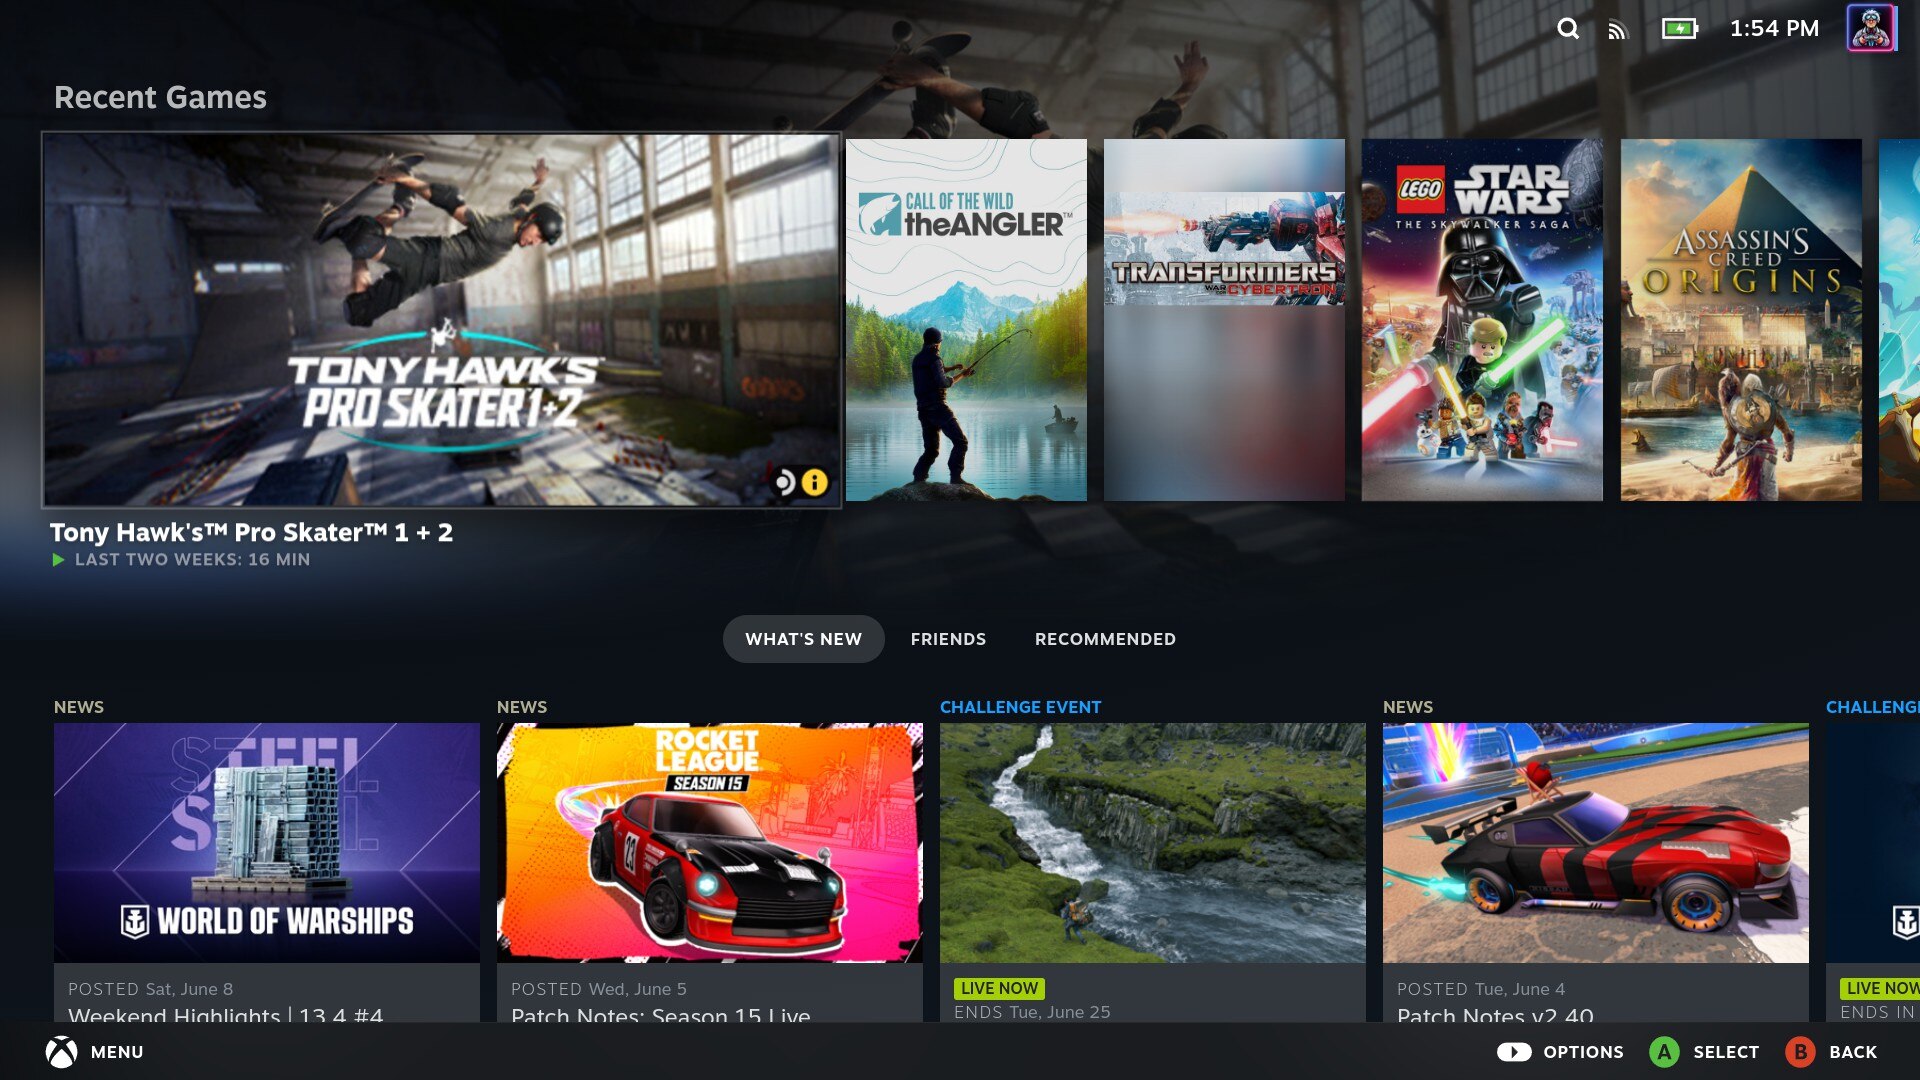 1:54 PM
Recent Games
TONY HAWK'S™
PRO SKATER 1+2
CALL OF THE WILD
theANGLER™
TRANSFORMERS
WAR FOR CYBERTRON
LEGO STAR WARS
THE SKYWALKER SAGA
ASSASSIN'S
CREED
ORIGINS
Tony Hawk's™ Pro Skater™ 1 + 2
LAST TWO WEEKS: 16 MIN
WHAT'S NEW
FRIENDS
RECOMMENDED
NEWS
STEEL
WORLD OF WARSHIPS
POSTED Sat, June 8
Weekend Highlights | 13.4 #4
NEWS
ROCKET
LEAGUE
SEASON 15
23
POSTED Wed, June 5
Patch Notes: Season 15 Live
CHALLENGE EVENT
LIVE NOW
ENDS Tue, June 25
NEWS
POSTED Tue, June 4
Patch Notes v2.40
CHALLENGE
LIVE NOW
ENDS IN
MENU
OPTIONS
A SELECT
B BACK